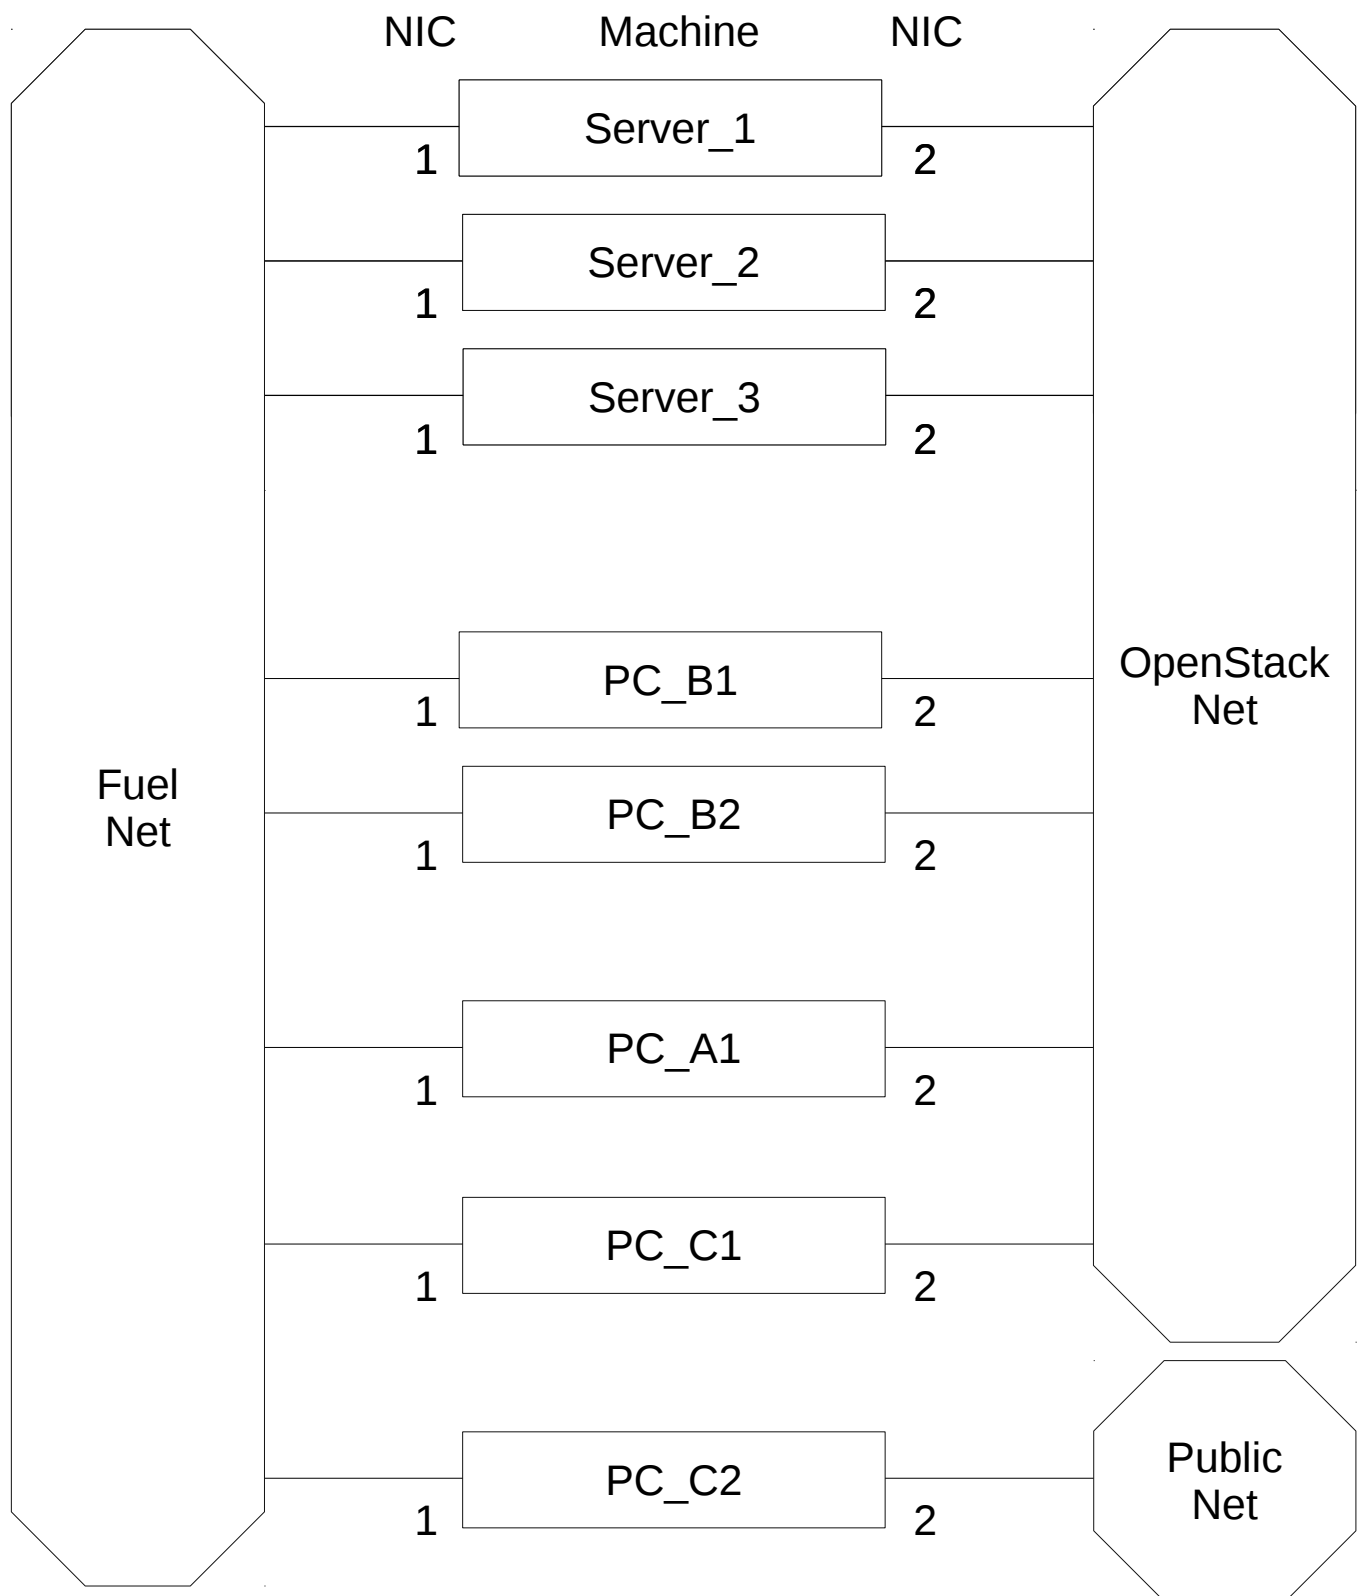 NIC Machine NIC
Server_1
1 2
Server_2
1 2
Server_3
1 2
PC_B1
1 2
OpenStack
Net
Fuel
Net
PC_B2
1 2
PC_A1
1 2
PC_C1
1 2
Public
Net
PC_C2
1 2